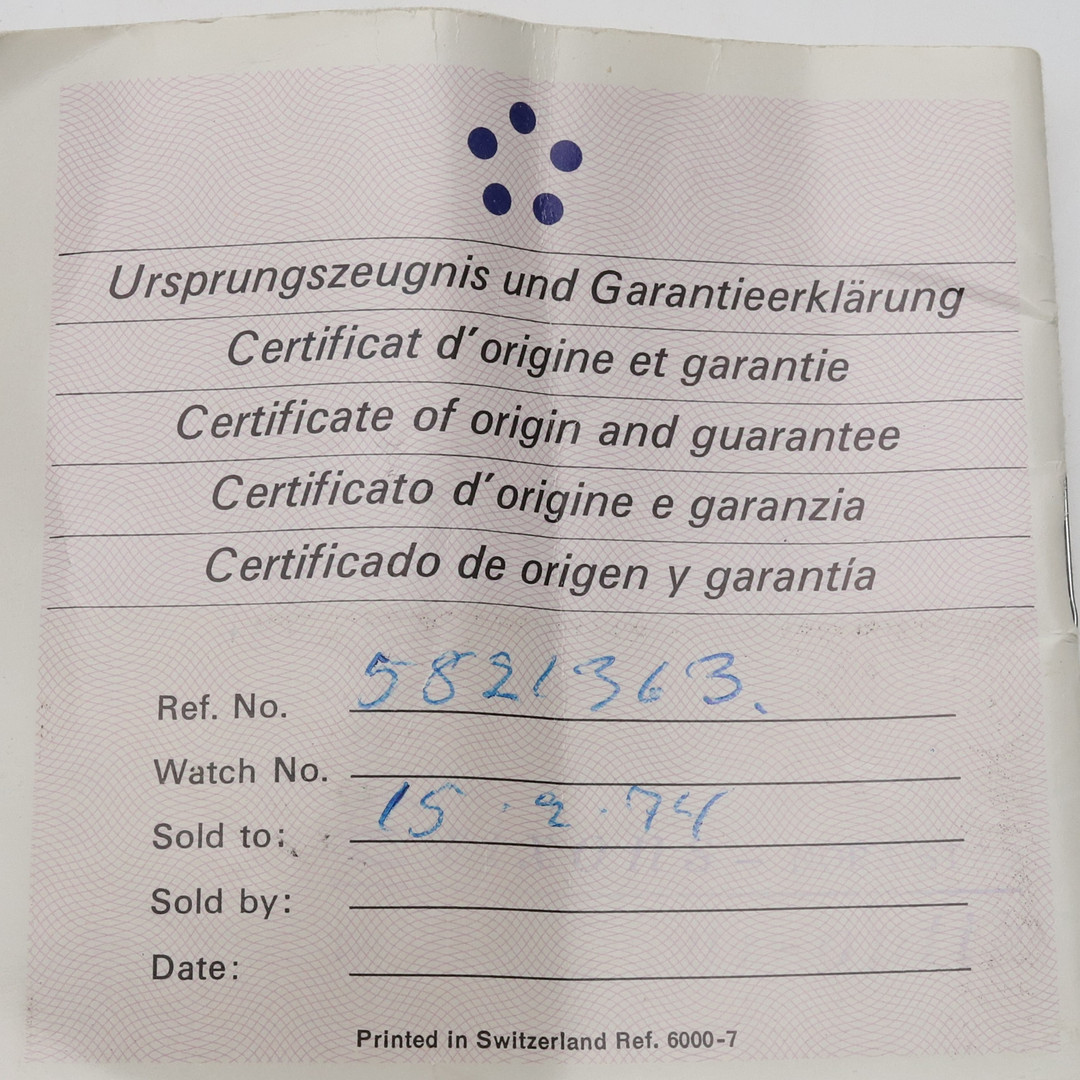 Ursprungszeugnis und Garantieerklärung
Certificat d'origine et garantie
Certificate of origin and guarantee
Certificato d'origine e garanzia
Certificado de origen y garantía
Ref. No. 5821363.
Watch No.
Sold to: 15.2.74
Sold by:
Date:
Printed in Switzerland Ref. 6000-7